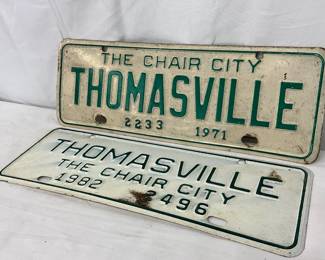 THE CHAIR CITY
THOMASVILLE
2233 1971
THOMASVILLE
THE CHAIR CITY
1982 2496